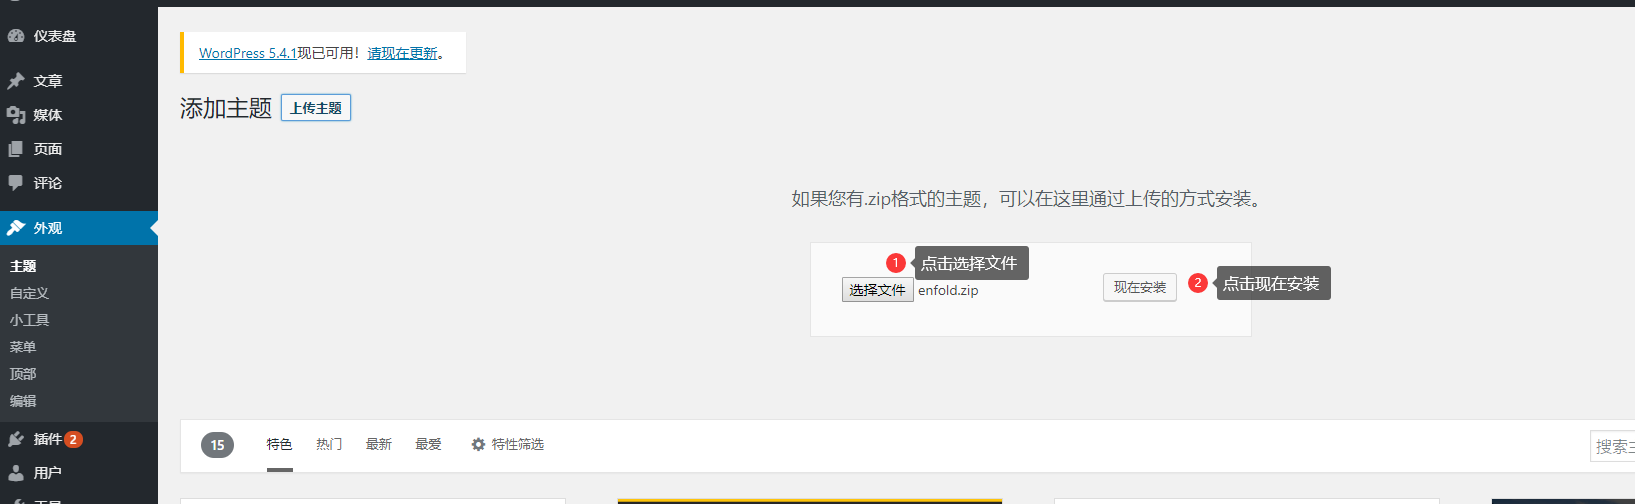 仪表盘
文章
媒体
页面
评论
外观
主题
自定义
小工具
菜单
顶部
编辑
插件 2
用户
WordPress 5.4.1现已可用！请现在更新。
添加主题 上传主题
如果您有.zip格式的主题，可以在这里通过上传的方式安装。
1 点击选择文件
选择文件 enfold.zip
现在安装 2 点击现在安装
15 特色 热门 最新 最爱 特性筛选 搜索